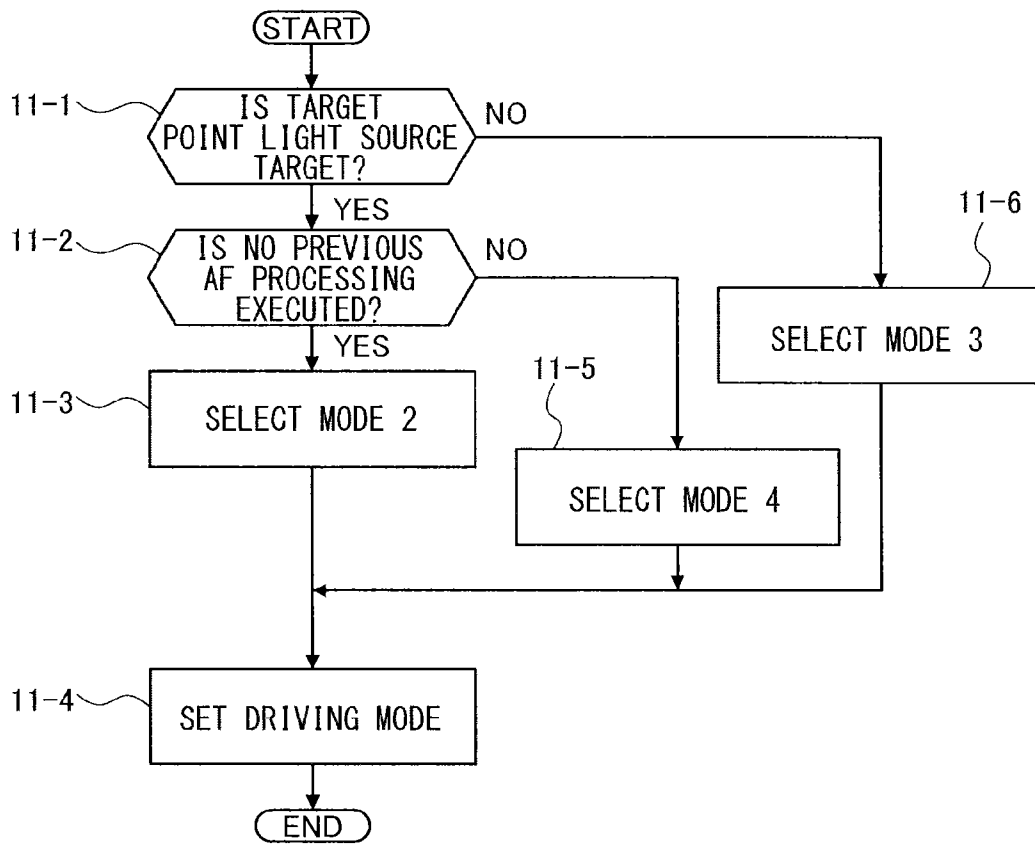 START
11-1
IS TARGET
POINT LIGHT SOURCE
TARGET?
NO
YES
11-2
IS NO PREVIOUS
AF PROCESSING
EXECUTED?
NO
YES
11-6
SELECT MODE 3
11-3
SELECT MODE 2
11-5
SELECT MODE 4
11-4
SET DRIVING MODE
END